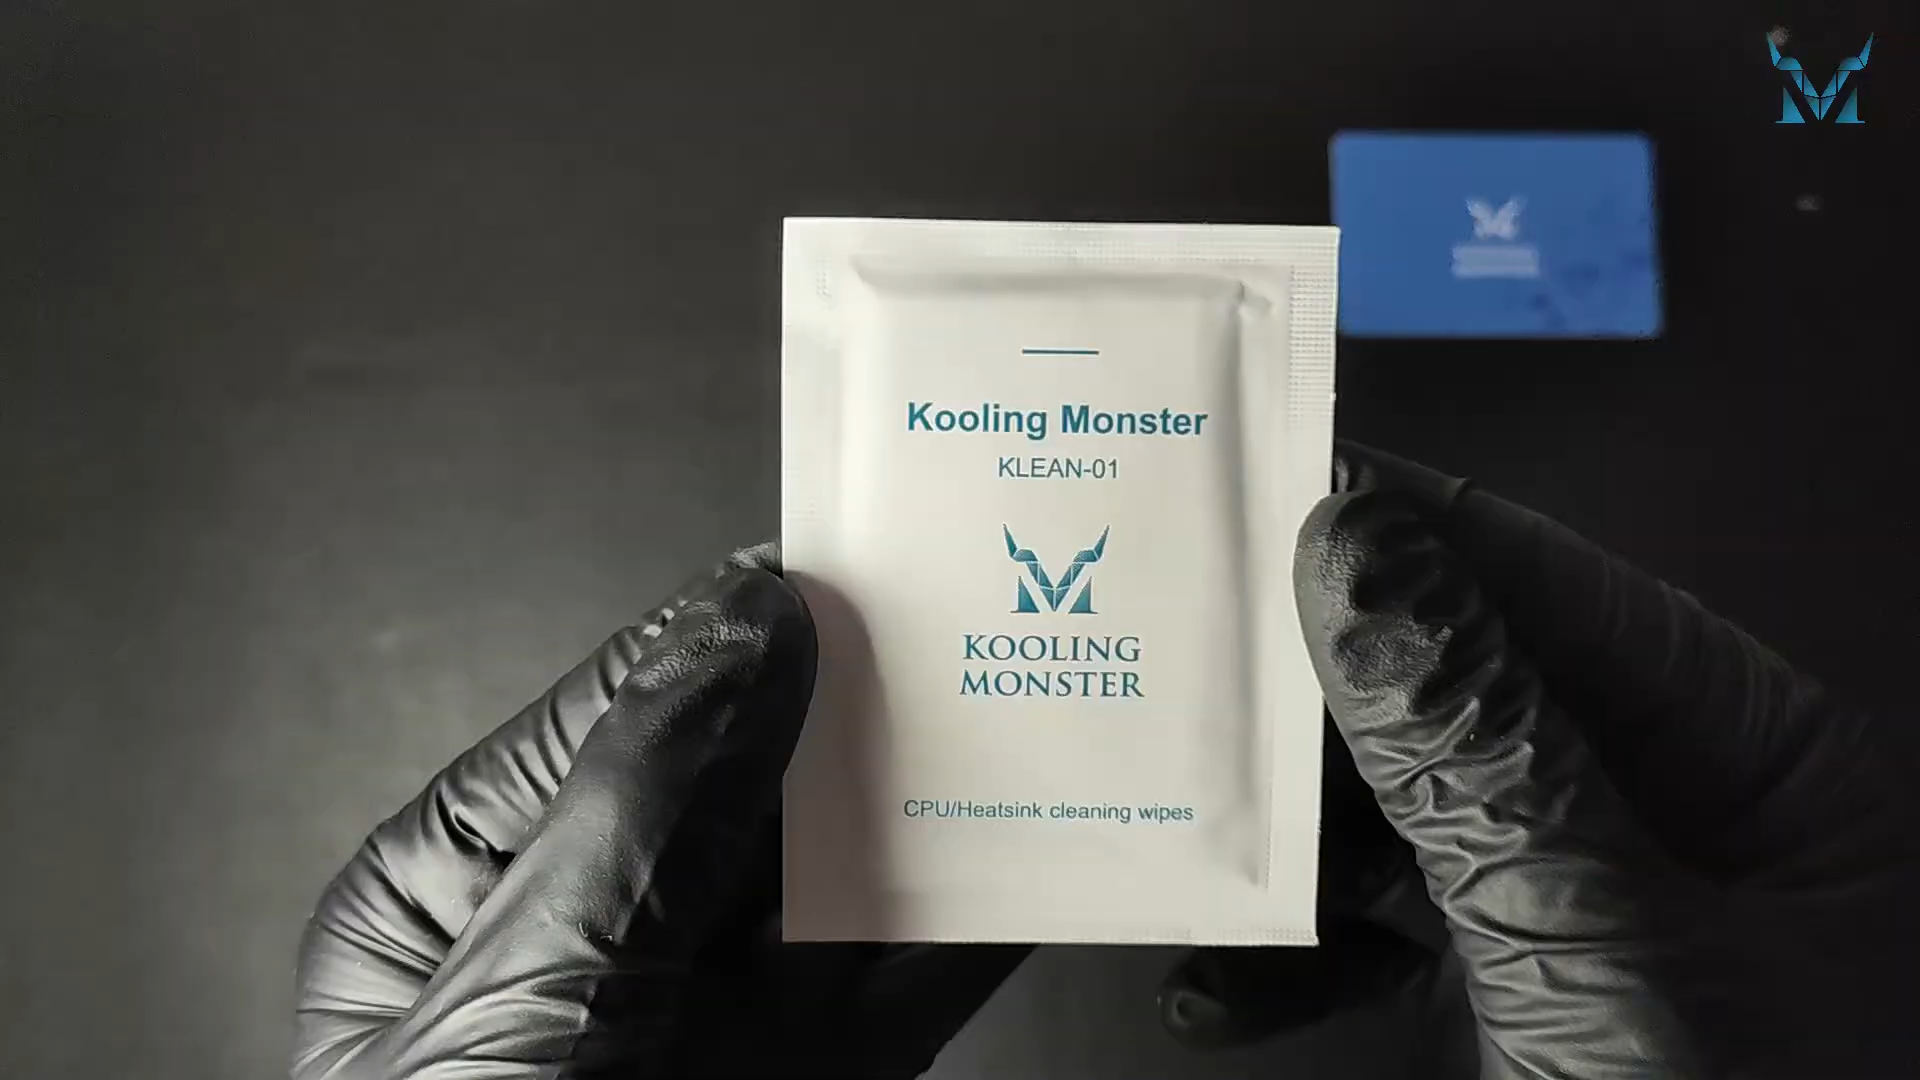 Kooling Monster
KLEAN-01
KOOLING
MONSTER
CPU/Heatsink cleaning wipes